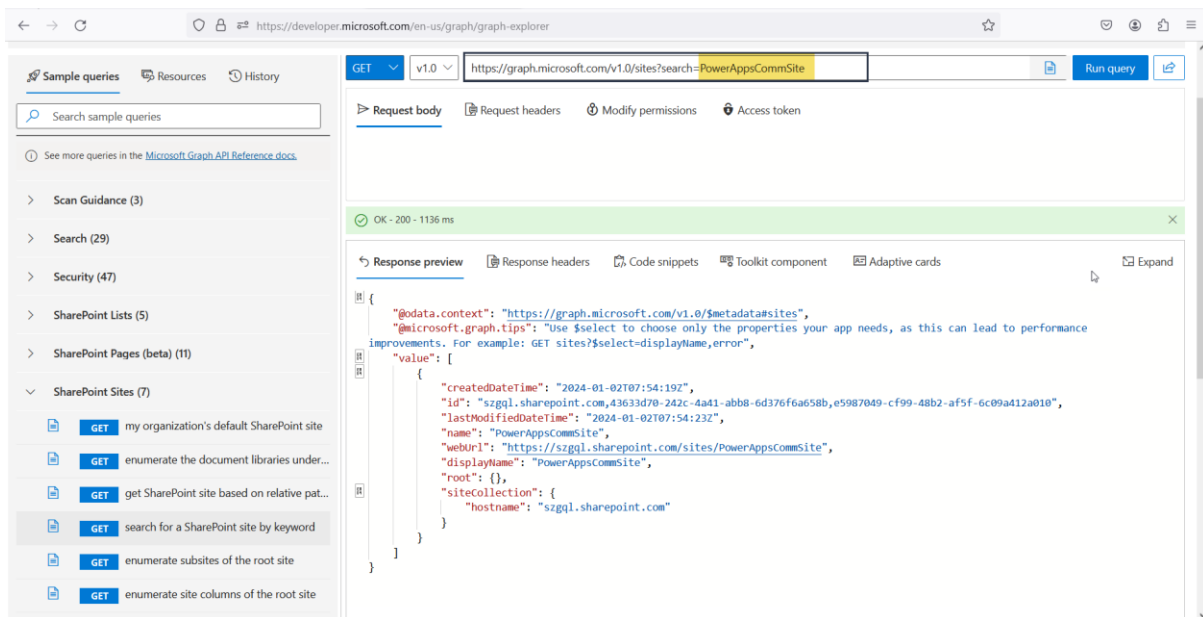 https://developer.microsoft.com/en-us/graph/graph-explorer
Sample queries
Resources
History
Search sample queries
See more queries in the Microsoft Graph API Reference docs.
Scan Guidance (3)
Search (29)
Security (47)
SharePoint Lists (5)
SharePoint Pages (beta) (11)
SharePoint Sites (7)
GET my organization's default SharePoint site
GET enumerate the document libraries under...
GET get SharePoint site based on relative pat...
GET search for a SharePoint site by keyword
GET enumerate subsites of the root site
GET enumerate site columns of the root site
GET v1.0 https://graph.microsoft.com/v1.0/sites?search=PowerAppsCommSite Run query
Request body Request headers Modify permissions Access token
OK - 200 - 1136 ms
Response preview Response headers Code snippets Toolkit component Adaptive cards Expand
{
"@odata.context": "https://graph.microsoft.com/v1.0/$metadata#sites",
"@microsoft.graph.tips": "Use $select to choose only the properties your app needs, as this can lead to performance
improvements. For example: GET sites?$select=displayName,error",
"value": [
{
"createdDateTime": "2024-01-02T07:54:19Z",
"id": "szgql.sharepoint.com,43633d70-242c-4a41-abb8-6d376f6a658b,e5987049-cf99-48b2-af5f-6c09a412a010",
"lastModifiedDateTime": "2024-01-02T07:54:23Z",
"name": "PowerAppsCommSite",
"webUrl": "https://szgql.sharepoint.com/sites/PowerAppsCommSite",
"displayName": "PowerAppsCommSite",
"root": {},
"siteCollection": {
"hostname": "szgql.sharepoint.com"
}
}
]
}